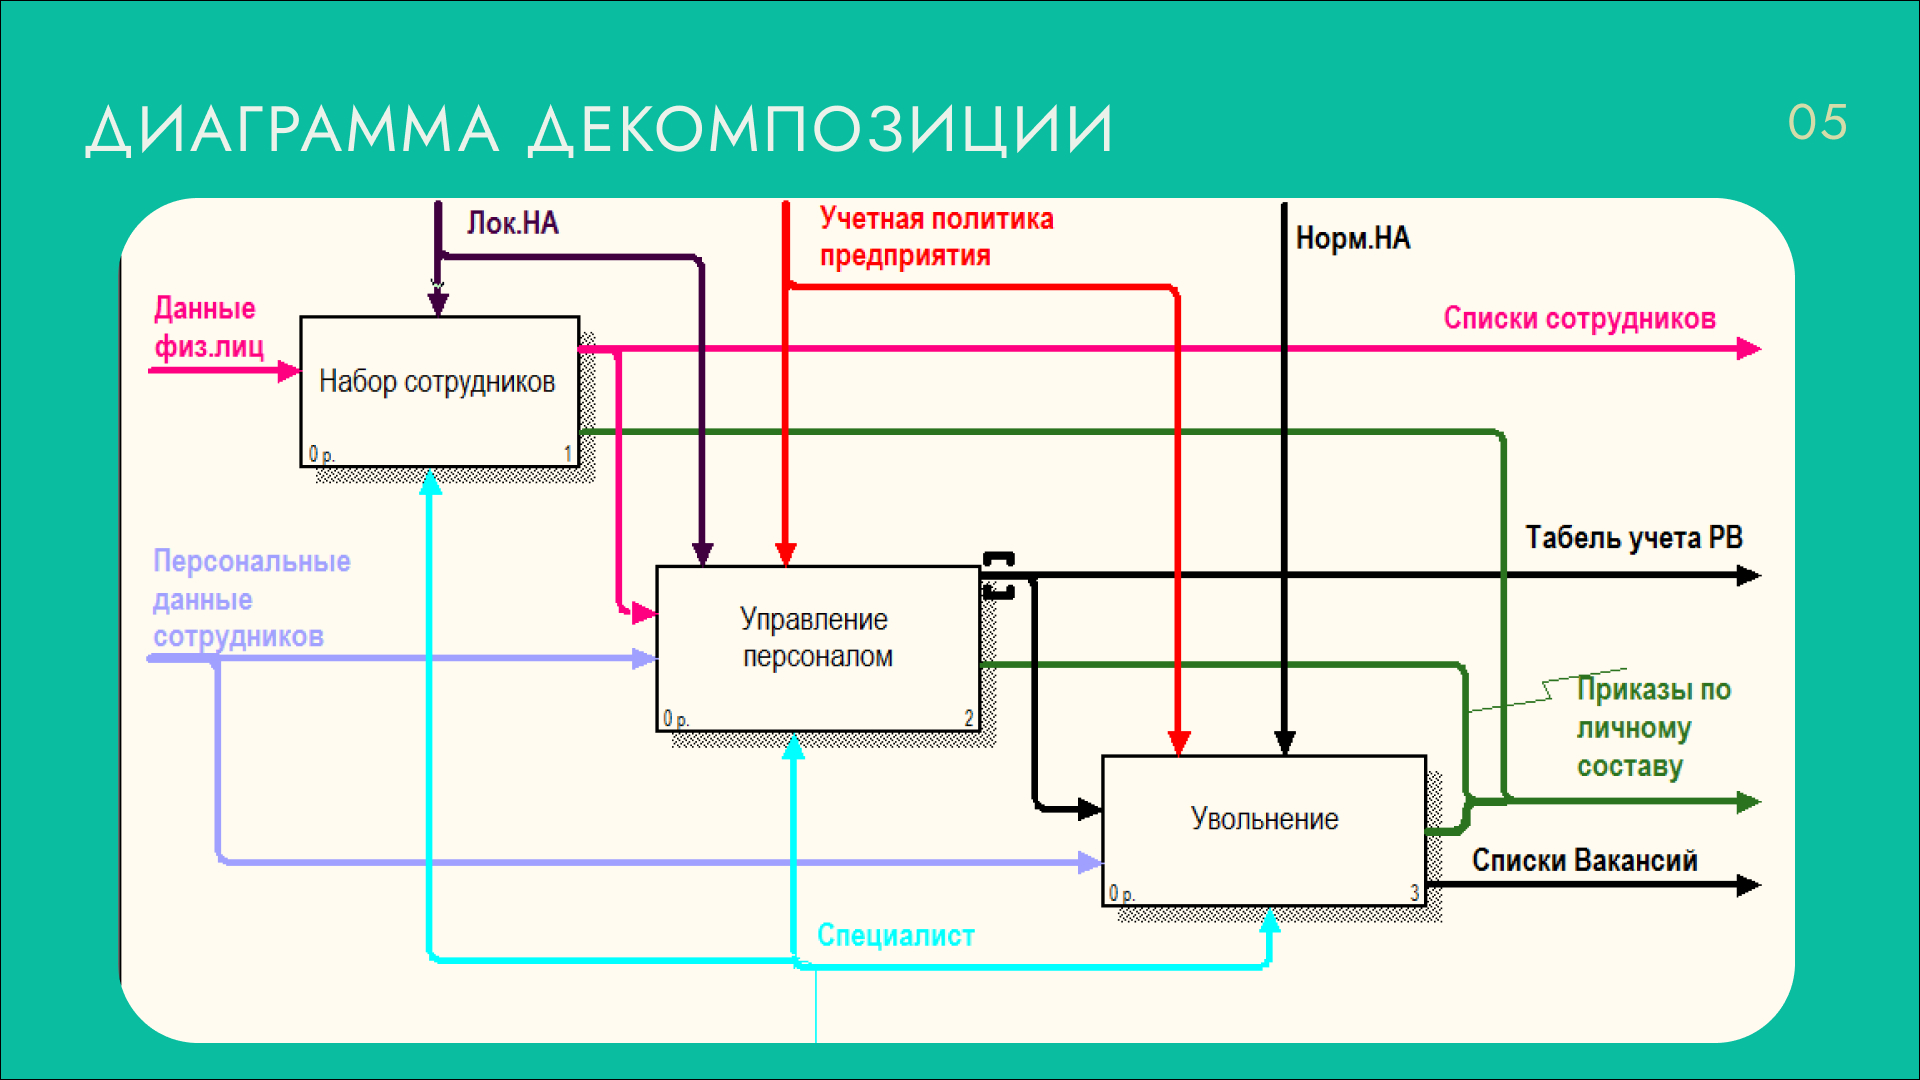 ДИАГРАММА ДЕКОМПОЗИЦИИ
05
Лок.НА
Учетная политика
предприятия
Норм.НА
Данные
физ.лиц
Списки сотрудников
Набор сотрудников
0 р.
1
Табель учета РВ
Персональные
данные
сотрудников
Управление
персоналом
0 р.
2
Приказы по
личному
составу
Увольнение
0 р.
3
Списки Вакансий
Специалист